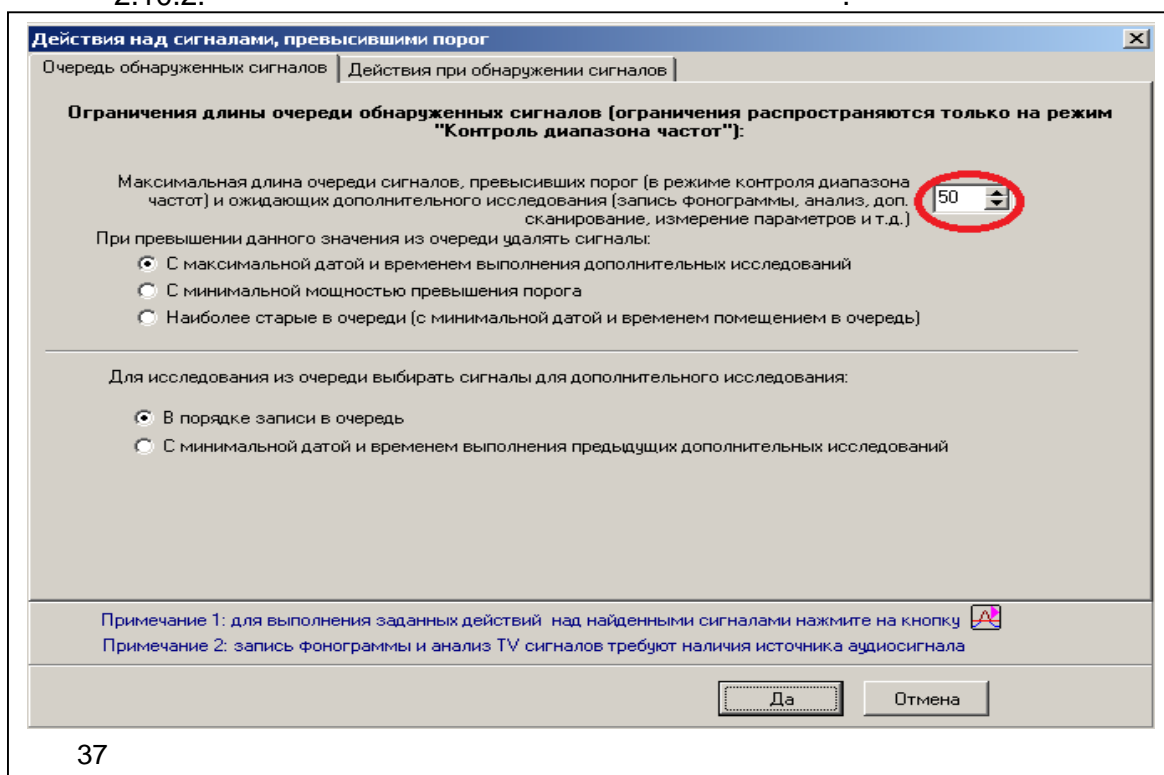 2.10.2. .
Действия над сигналами, превысившими порог
Очередь обнаруженных сигналов Действия при обнаружении сигналов
Ограничения длины очереди обнаруженных сигналов (ограничения распространяются только на режим
"Контроль диапазона частот"):
Максимальная длина очереди сигналов, превысивших порог (в режиме контроля диапазона
частот) и ожидающих дополнительного исследования (запись фонограммы, анализ, доп.
сканирование, измерение параметров и т.д.)
50
При превышении данного значения из очереди удалять сигналы:
С максимальной датой и временем выполнения дополнительных исследований
С минимальной мощностью превышения порога
Наиболее старые в очереди (с минимальной датой и временем помещением в очередь)
Для исследования из очереди выбирать сигналы для дополнительного исследования:
В порядке записи в очередь
С минимальной датой и временем выполнения предыдущих дополнительных исследований
Примечание 1: для выполнения заданных действий над найденными сигналами нажмите на кнопку
Примечание 2: запись фонограммы и анализ TV сигналов требуют наличия источника аудиосигнала
Да Отмена
37